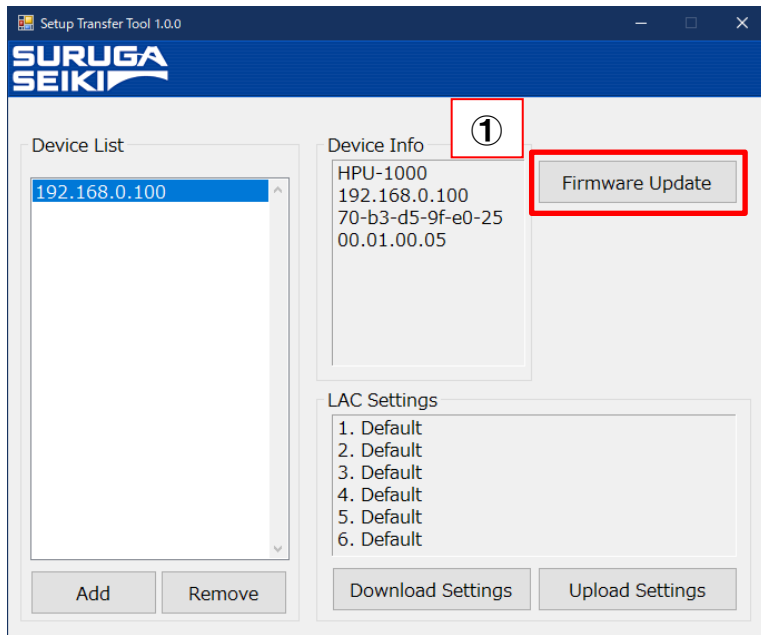 Setup Transfer Tool 1.0.0
SURUGA
SEIKI
Device List
192.168.0.100
Add
Remove
①
Device Info
HPU-1000
192.168.0.100
70-b3-d5-9f-e0-25
00.01.00.05
Firmware Update
LAC Settings
1. Default
2. Default
3. Default
4. Default
5. Default
6. Default
Download Settings
Upload Settings